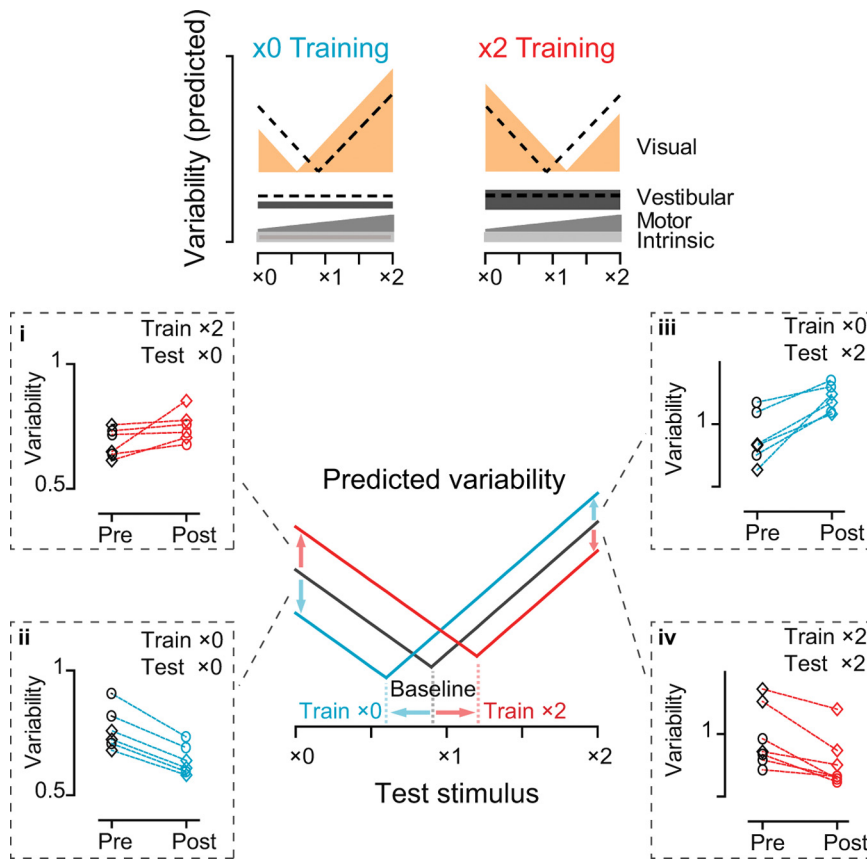 x0 Training
x2 Training
Variability (predicted)
Visual
Vestibular
Motor
Intrinsic
×0 ×1 ×2
×0 ×1 ×2
i
Train ×2
Test ×0
1
Variability
0.5
Pre Post
iii
Train ×0
Test ×2
Variability
1
Pre Post
Predicted variability
ii
Train ×0
Test ×0
1
Variability
0.5
Pre Post
iv
Train ×2
Test ×2
Variability
1
Pre Post
Baseline
Train ×0
Train ×2
×0 ×1 ×2
Test stimulus